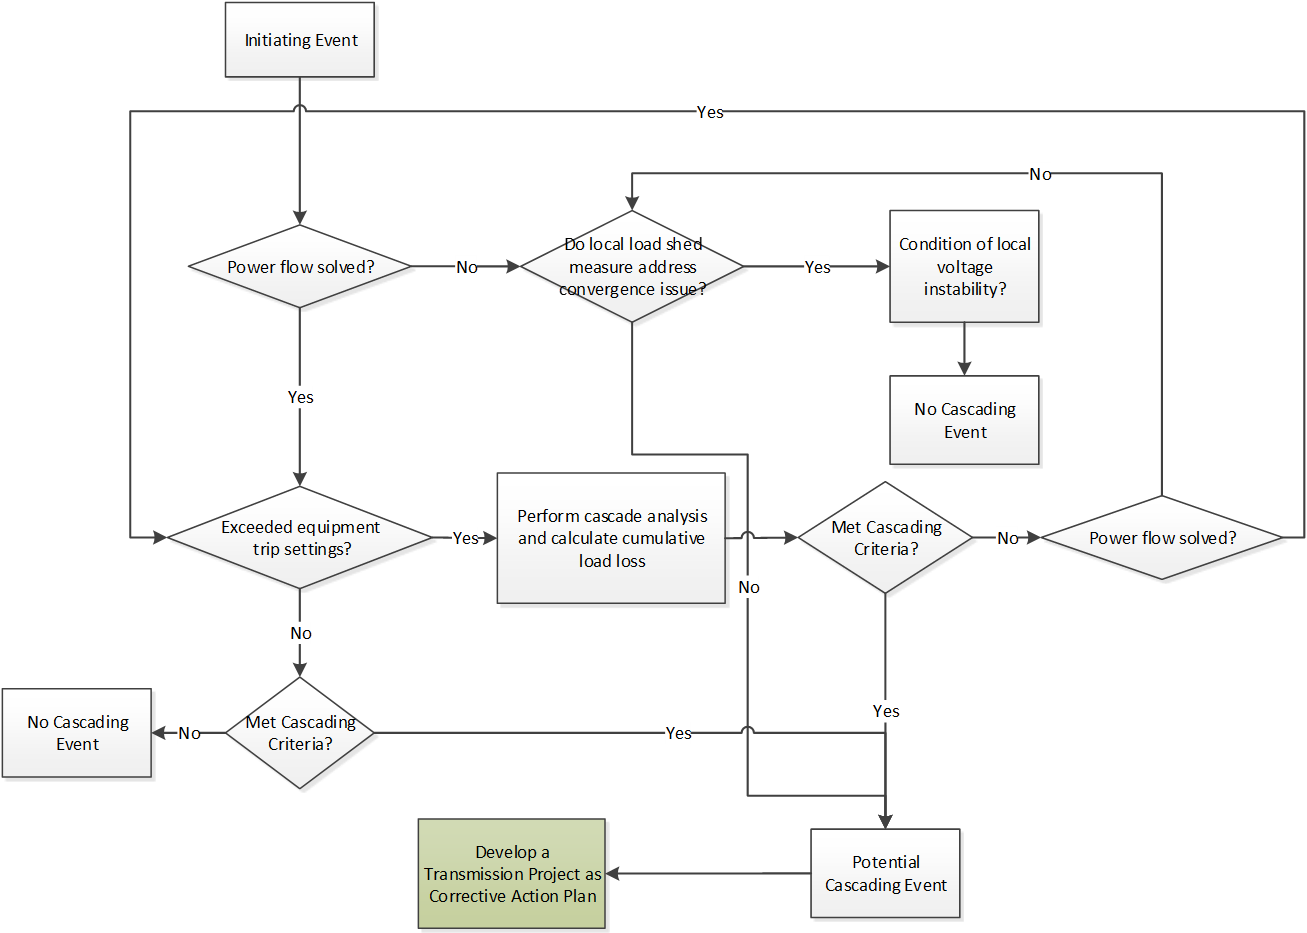 Initiating Event
Yes
No
Power flow solved?
No
Do local load shed
measure address
convergence issue?
Yes
Condition of local
voltage
instability?
Yes
No Cascading
Event
Exceeded equipment
trip settings?
Yes
Perform cascade analysis
and calculate cumulative
load loss
Met Cascading
Criteria?
No
Power flow solved?
No
No
Yes
No Cascading
Event
No
Met Cascading
Criteria?
Yes
Develop a
Transmission Project as
Corrective Action Plan
Potential
Cascading Event